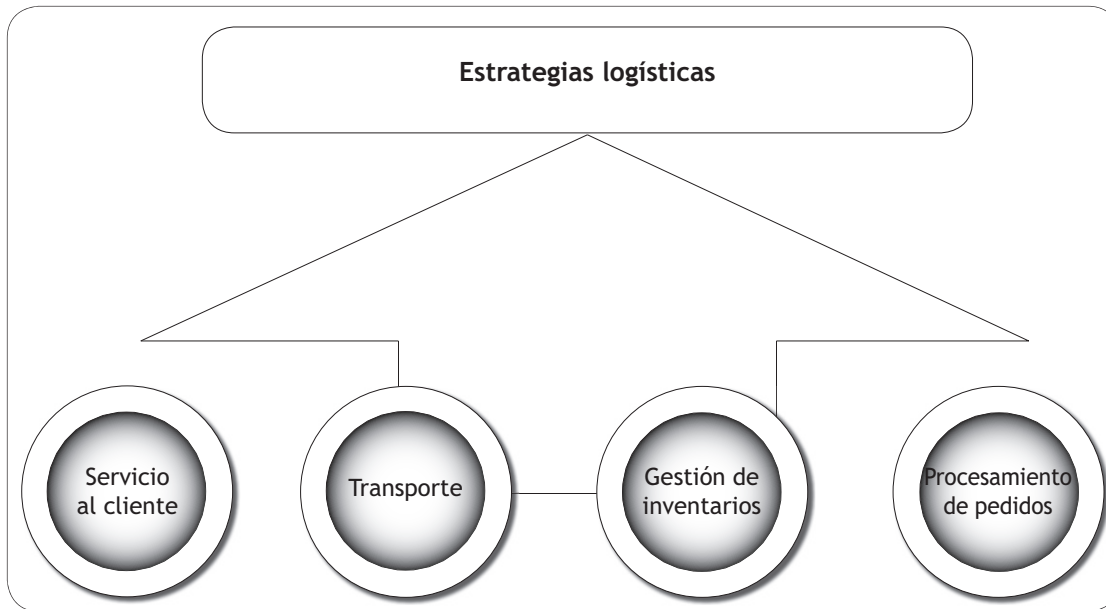 Estrategias logísticas
Servicio
al cliente
Transporte
Gestión de
inventarios
Procesamiento
de pedidos